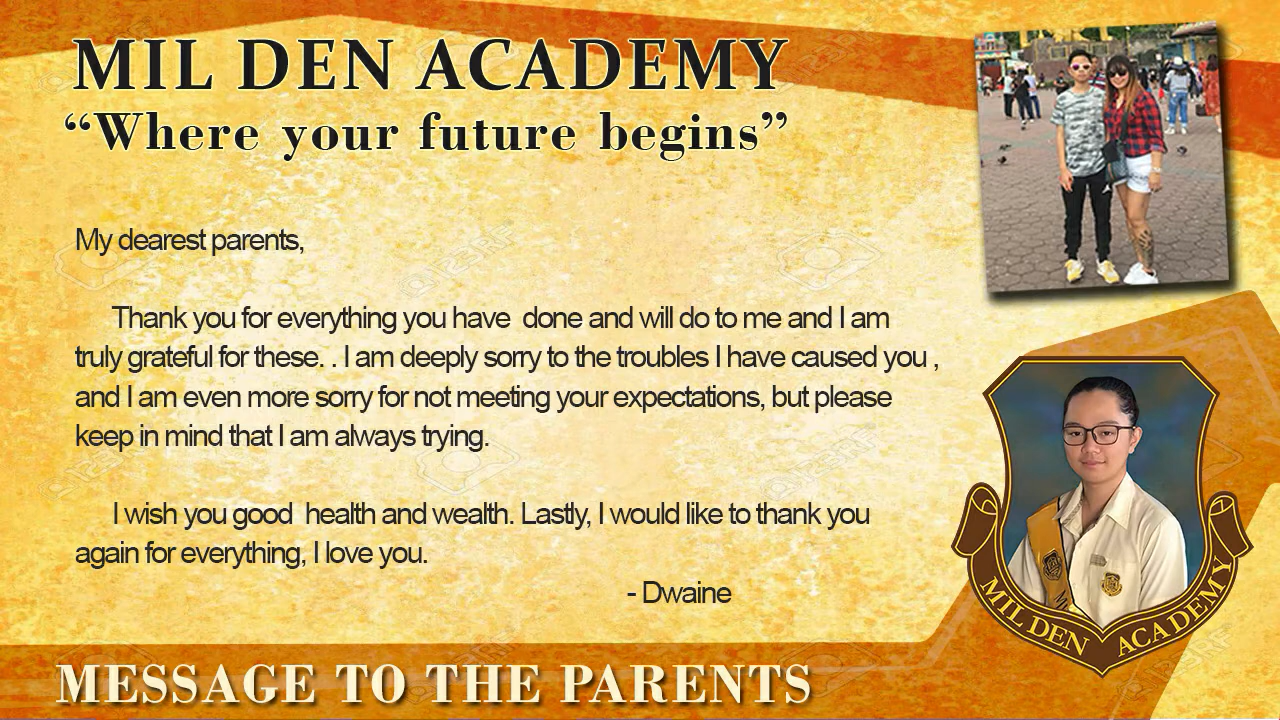 MIL DEN ACADEMY
“Where your future begins”
My dearest parents,
Thank you for everything you have done and will do to me and I am
truly grateful for these. . I am deeply sorry to the troubles I have caused you ,
and I am even more sorry for not meeting your expectations, but please
keep in mind that I am always trying.
I wish you good health and wealth. Lastly, I would like to thank you
again for everything, I love you.
- Dwaine
MIL DEN ACADEMY
MESSAGE TO THE PARENTS